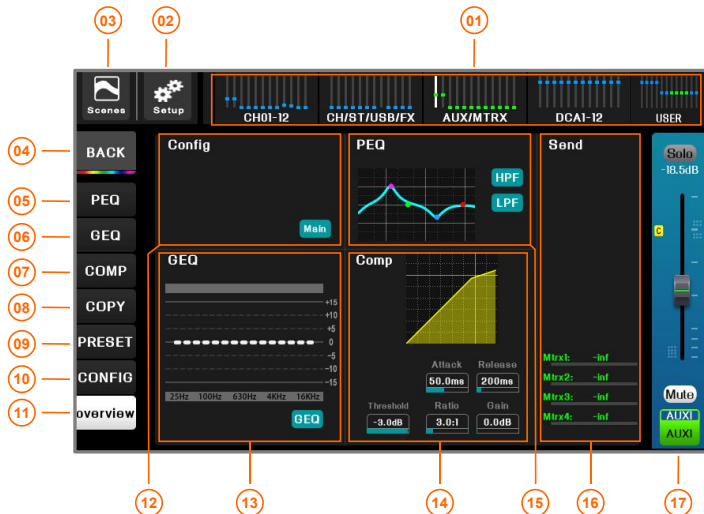 03
02
01
Scenes
Setup
CH01-12
CH/ST/USB/FX
AUX/MTRX
DCA1-12
USER
04
BACK
Config
PEQ
Send
Solo
-18.5dB
HPF
LPF
05
PEQ
C
06
GEQ
Main
07
COMP
GEQ
Comp
08
COPY
+15
+10
+5
0
-5
-10
-15
09
PRESET
Attack
Release
Mtrx1: -inf
10
CONFIG
50.0ms
200ms
Mtrx2: -inf
25Hz 100Hz 630Hz 4KHz 16KHz
Threshold
Ratio
Gain
Mtrx3: -inf
Mute
11
overview
GEQ
-3.0dB
3.0:1
0.0dB
Mtrx4: -inf
AUX1
AUX1
12
13
14
15
16
17